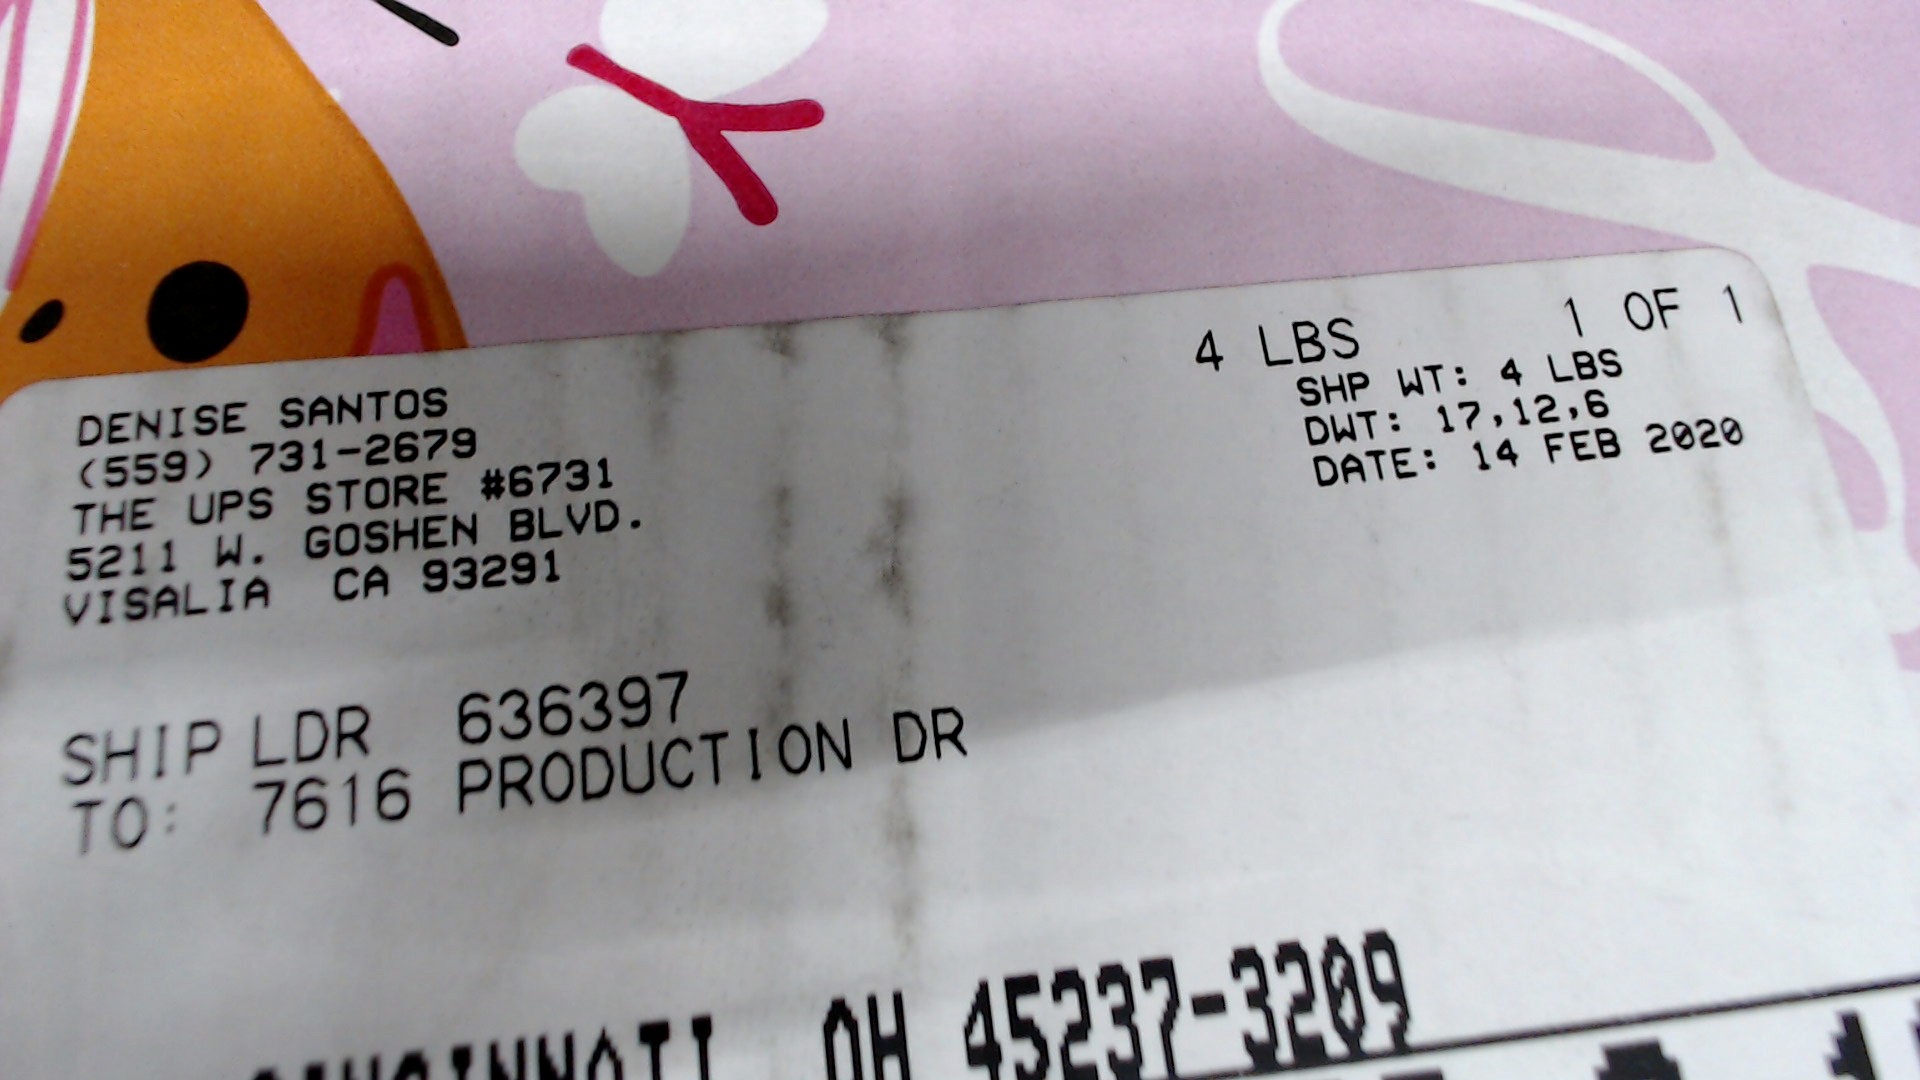 DENISE SANTOS
(559) 731-2679
THE UPS STORE #6731
5211 W. GOSHEN BLVD.
VISALIA CA 93291
4 LBS 1 OF 1
SHP WT: 4 LBS
DWT: 17,12,6
DATE: 14 FEB 2020
SHIP LDR 636397
TO: 7616 PRODUCTION DR
CINCINNATI OH 45237-3209